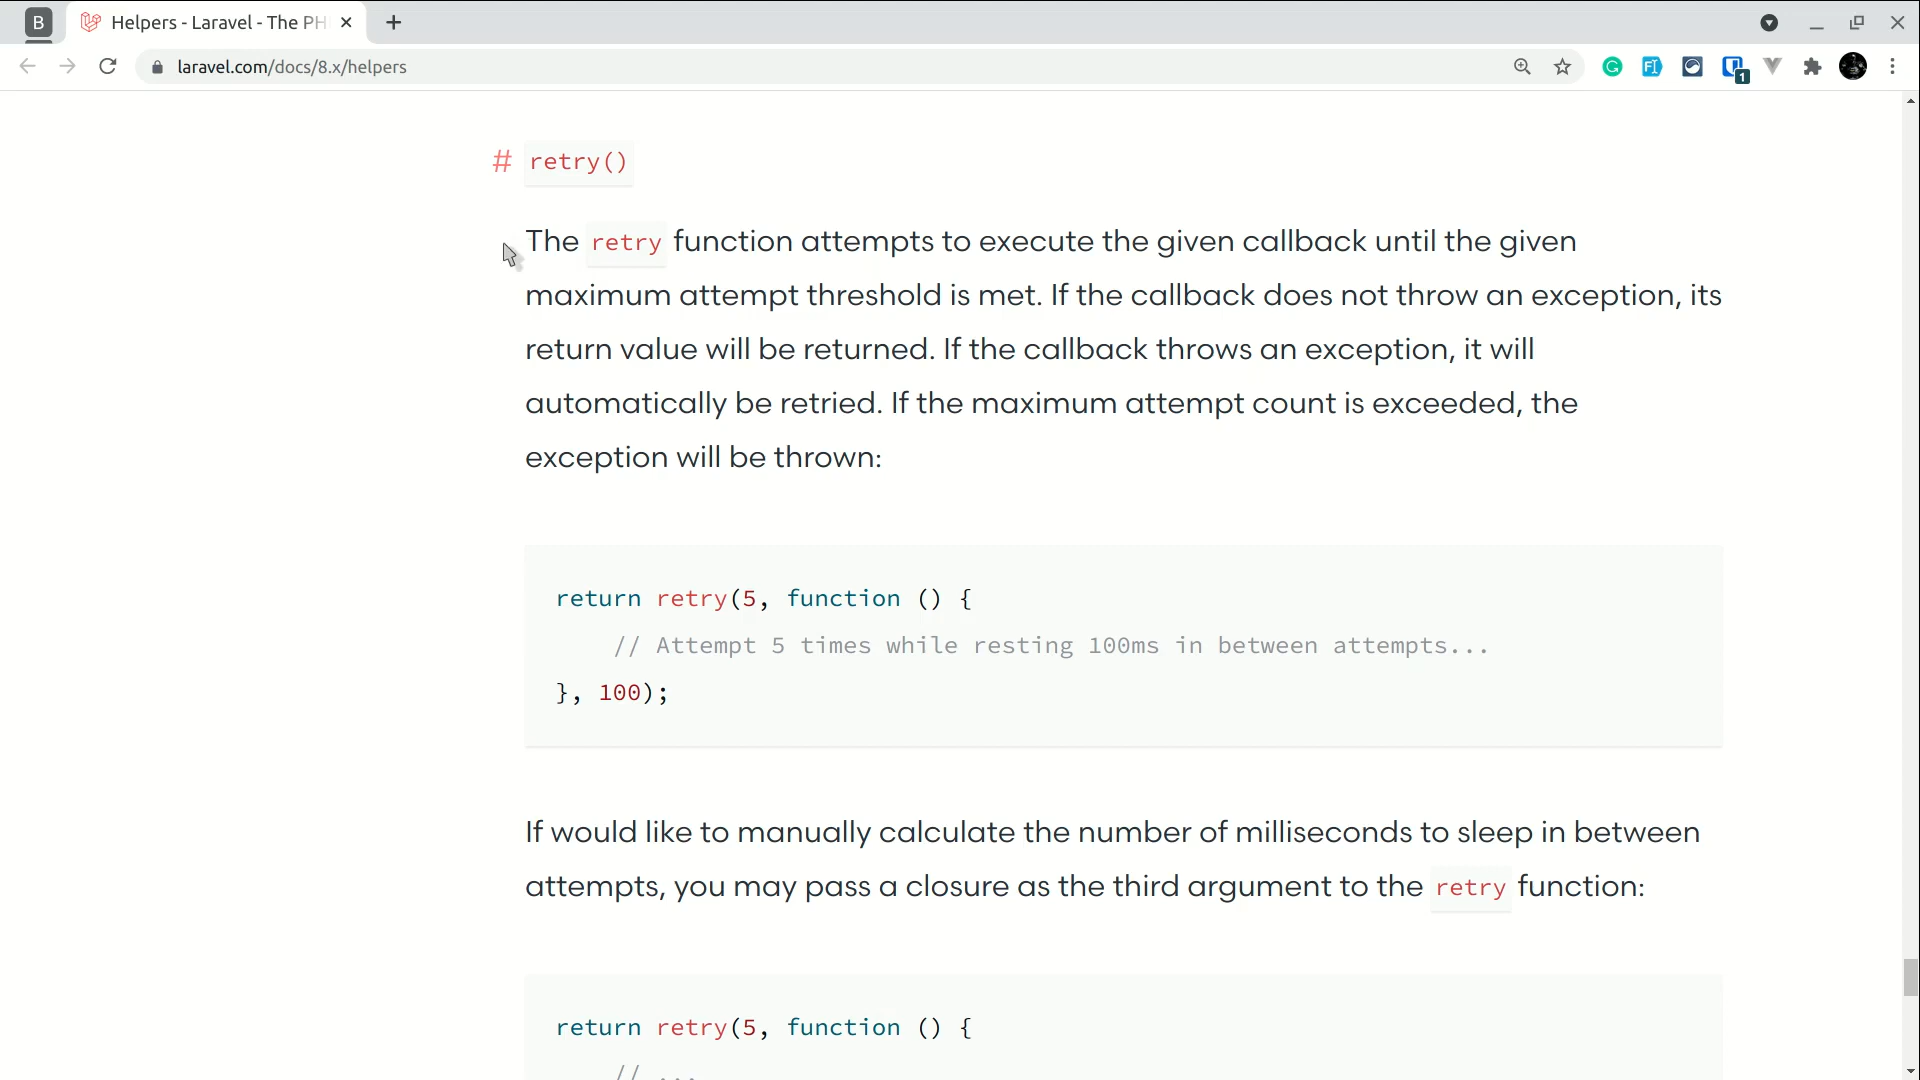 B
Helpers - Laravel - The PH
laravel.com/docs/8.x/helpers
1
# retry()
The retry function attempts to execute the given callback until the given
maximum attempt threshold is met. If the callback does not throw an exception, its
return value will be returned. If the callback throws an exception, it will
automatically be retried. If the maximum attempt count is exceeded, the
exception will be thrown:
return retry(5, function () {
// Attempt 5 times while resting 100ms in between attempts...
}, 100);
If would like to manually calculate the number of milliseconds to sleep in between
attempts, you may pass a closure as the third argument to the retry function:
return retry(5, function () {
// ...